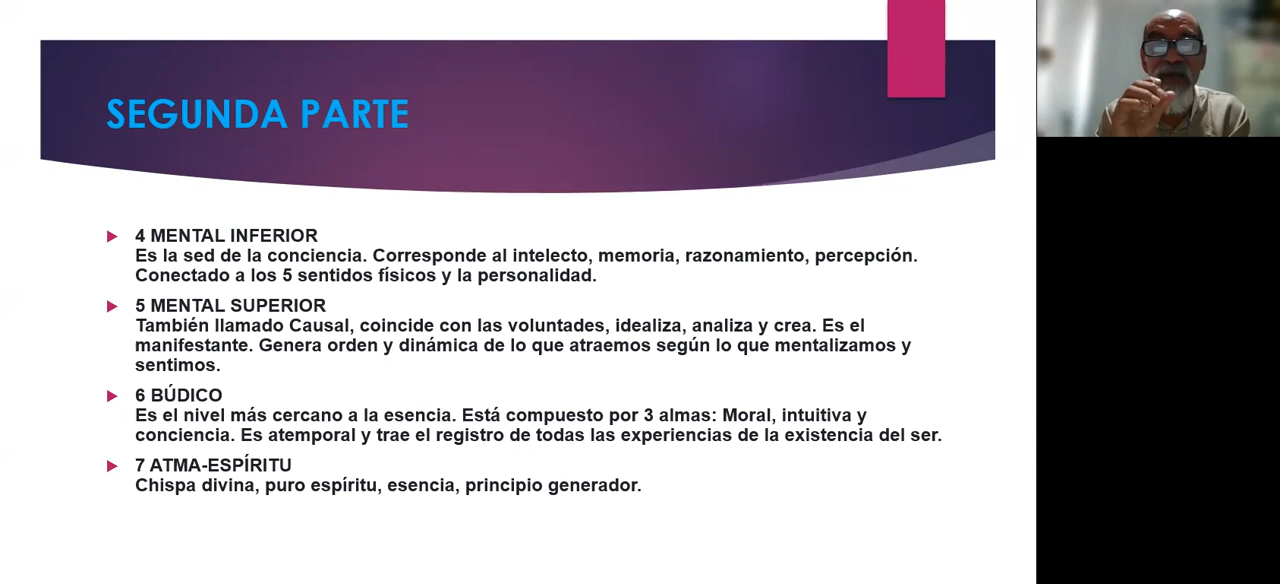 SEGUNDA PARTE
4 MENTAL INFERIOR
Es la sed de la conciencia. Corresponde al intelecto, memoria, razonamiento, percepción.
Conectado a los 5 sentidos físicos y la personalidad.
5 MENTAL SUPERIOR
También llamado Causal, coincide con las voluntades, idealiza, analiza y crea. Es el
manifestante. Genera orden y dinámica de lo que atraemos según lo que mentalizamos y
sentimos.
6 BÚDICO
Es el nivel más cercano a la esencia. Está compuesto por 3 almas: Moral, intuitiva y
conciencia. Es atemporal y trae el registro de todas las experiencias de la existencia del ser.
7 ATMA-ESPÍRITU
Chispa divina, puro espíritu, esencia, principio generador.